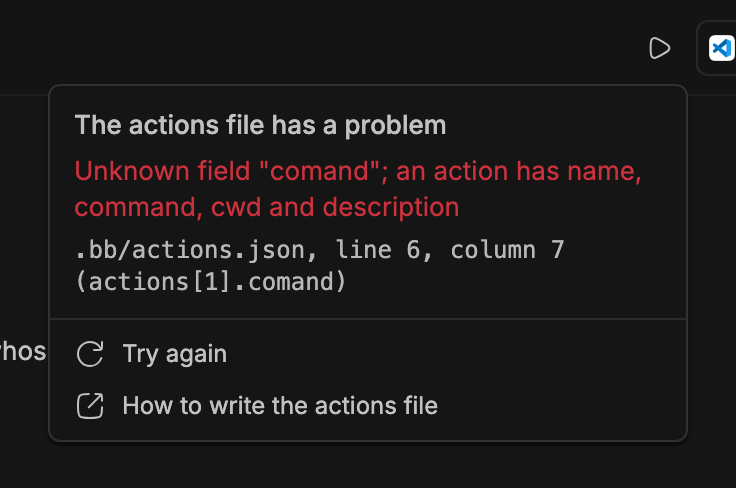 The actions file has a problem
Unknown field "comand"; an action has name,
command, cwd and description
.bb/actions.json, line 6, column 7
(actions[1].comand)
hos
Try again
How to write the actions file